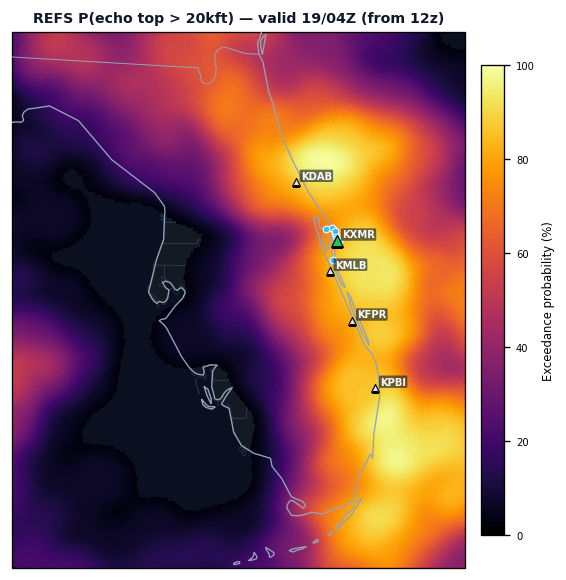 REFS P(echo top > 20kft) — valid 19/04Z (from 12z)
KDAB
KXMR
KMLB
KFPR
KPBI
100
80
60
40
20
0
Exceedance probability (%)